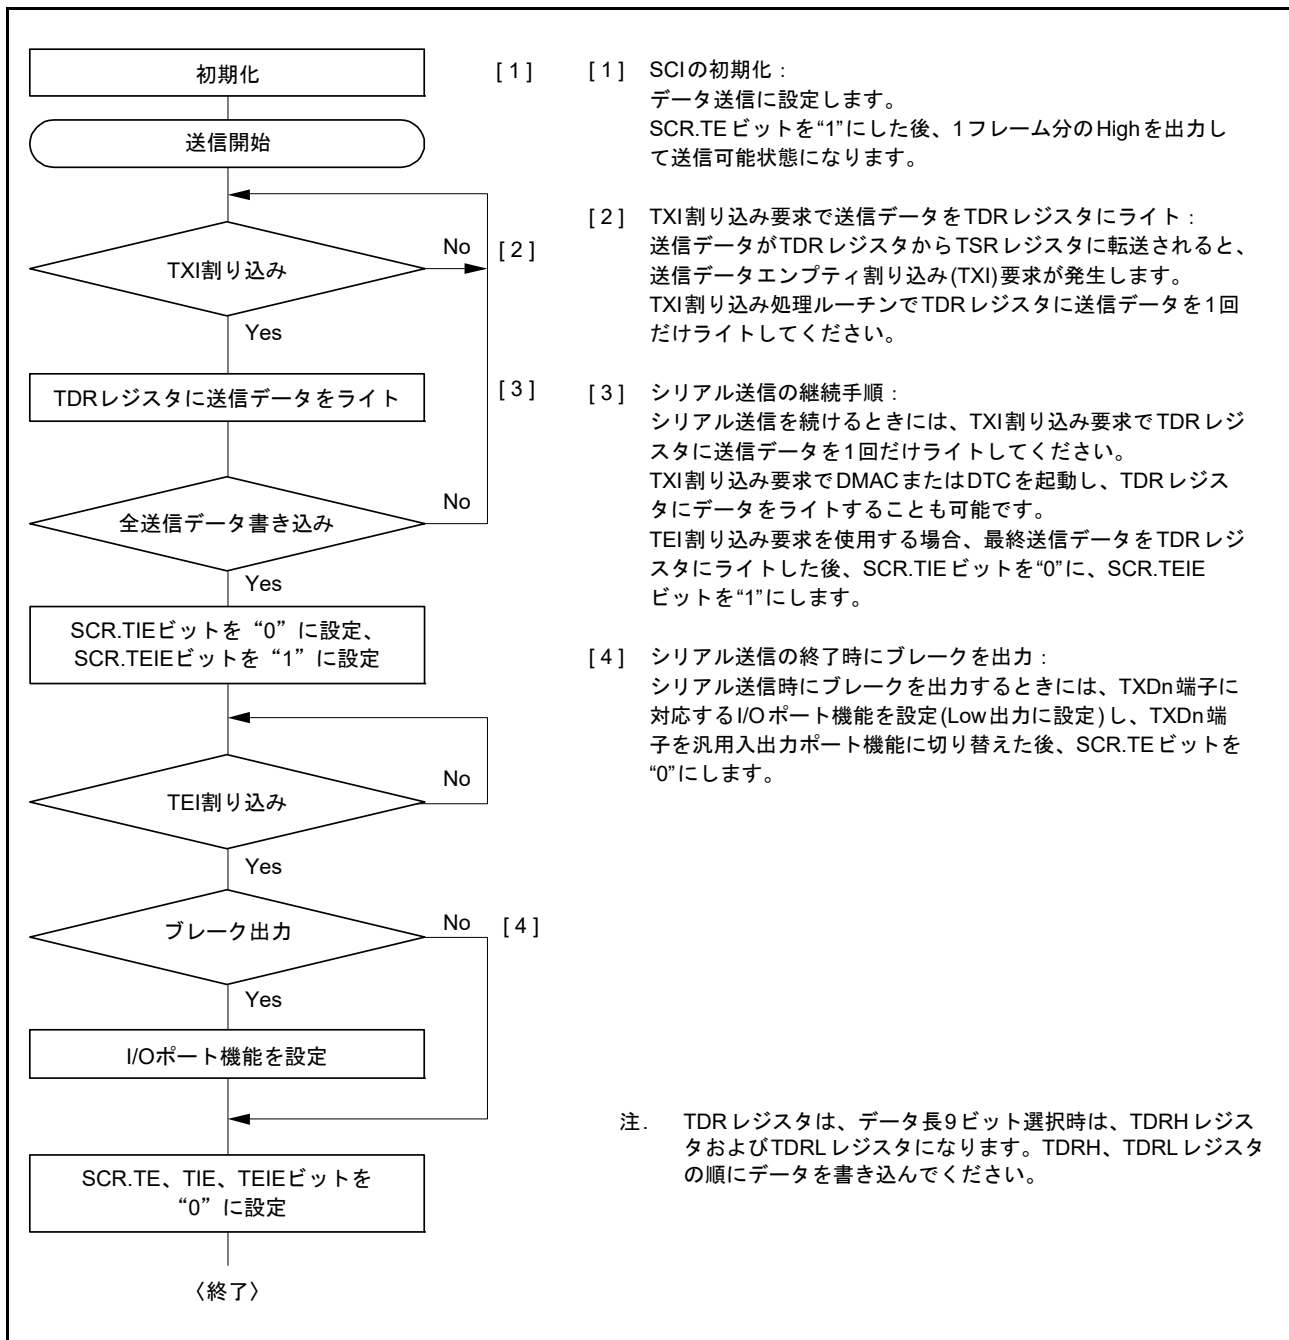 初期化
[ 1 ]
送信開始
TXI割り込み
No
[ 2 ]
Yes
TDRレジスタに送信データをライト
[ 3 ]
全送信データ書き込み
No
Yes
SCR.TIEビットを “0” に設定、
SCR.TEIEビットを “1” に設定
TEI割り込み
No
Yes
ブレーク出力
No
[ 4 ]
Yes
I/Oポート機能を設定
SCR.TE、TIE、TEIEビットを
“0” に設定
〈終了〉
[ 1 ] SCIの初期化：
データ送信に設定します。
SCR.TEビットを“1”にした後、1フレーム分のHighを出力し
て送信可能状態になります。
[ 2 ] TXI割り込み要求で送信データをTDRレジスタにライト：
送信データがTDRレジスタからTSRレジスタに転送されると、
送信データエンプティ割り込み(TXI)要求が発生します。
TXI割り込み処理ルーチンでTDRレジスタに送信データを1回
だけライトしてください。
[ 3 ] シリアル送信の継続手順：
シリアル送信を続けるときには、TXI割り込み要求でTDRレジ
スタに送信データを1回だけライトしてください。
TXI割り込み要求でDMACまたはDTCを起動し、TDRレジス
タにデータをライトすることも可能です。
TEI割り込み要求を使用する場合、最終送信データをTDRレジ
スタにライトした後、SCR.TIEビットを“0”に、SCR.TEIE
ビットを“1”にします。
[ 4 ] シリアル送信の終了時にブレークを出力：
シリアル送信時にブレークを出力するときには、TXDn端子に
対応するI/Oポート機能を設定(Low出力に設定)し、TXDn端
子を汎用入出力ポート機能に切り替えた後、SCR.TEビットを
“0”にします。
注. TDRレジスタは、データ長9ビット選択時は、TDRHレジス
タおよびTDRLレジスタになります。TDRH、TDRLレジスタ
の順にデータを書き込んでください。